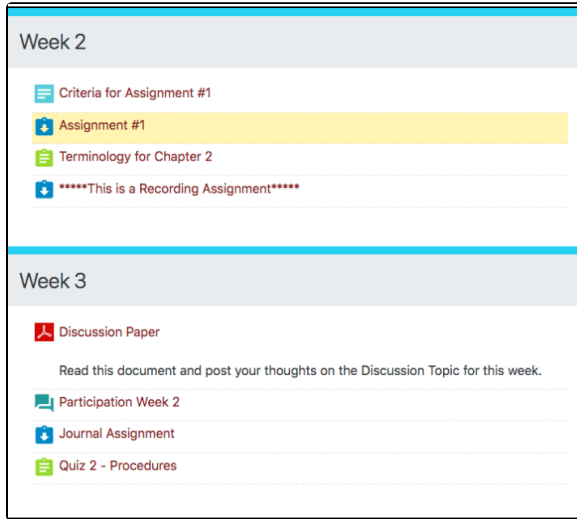 Week 2
Criteria for Assignment #1
Assignment #1
Terminology for Chapter 2
*****This is a Recording Assignment*****
Week 3
Discussion Paper
Read this document and post your thoughts on the Discussion Topic for this week.
Participation Week 2
Journal Assignment
Quiz 2 - Procedures